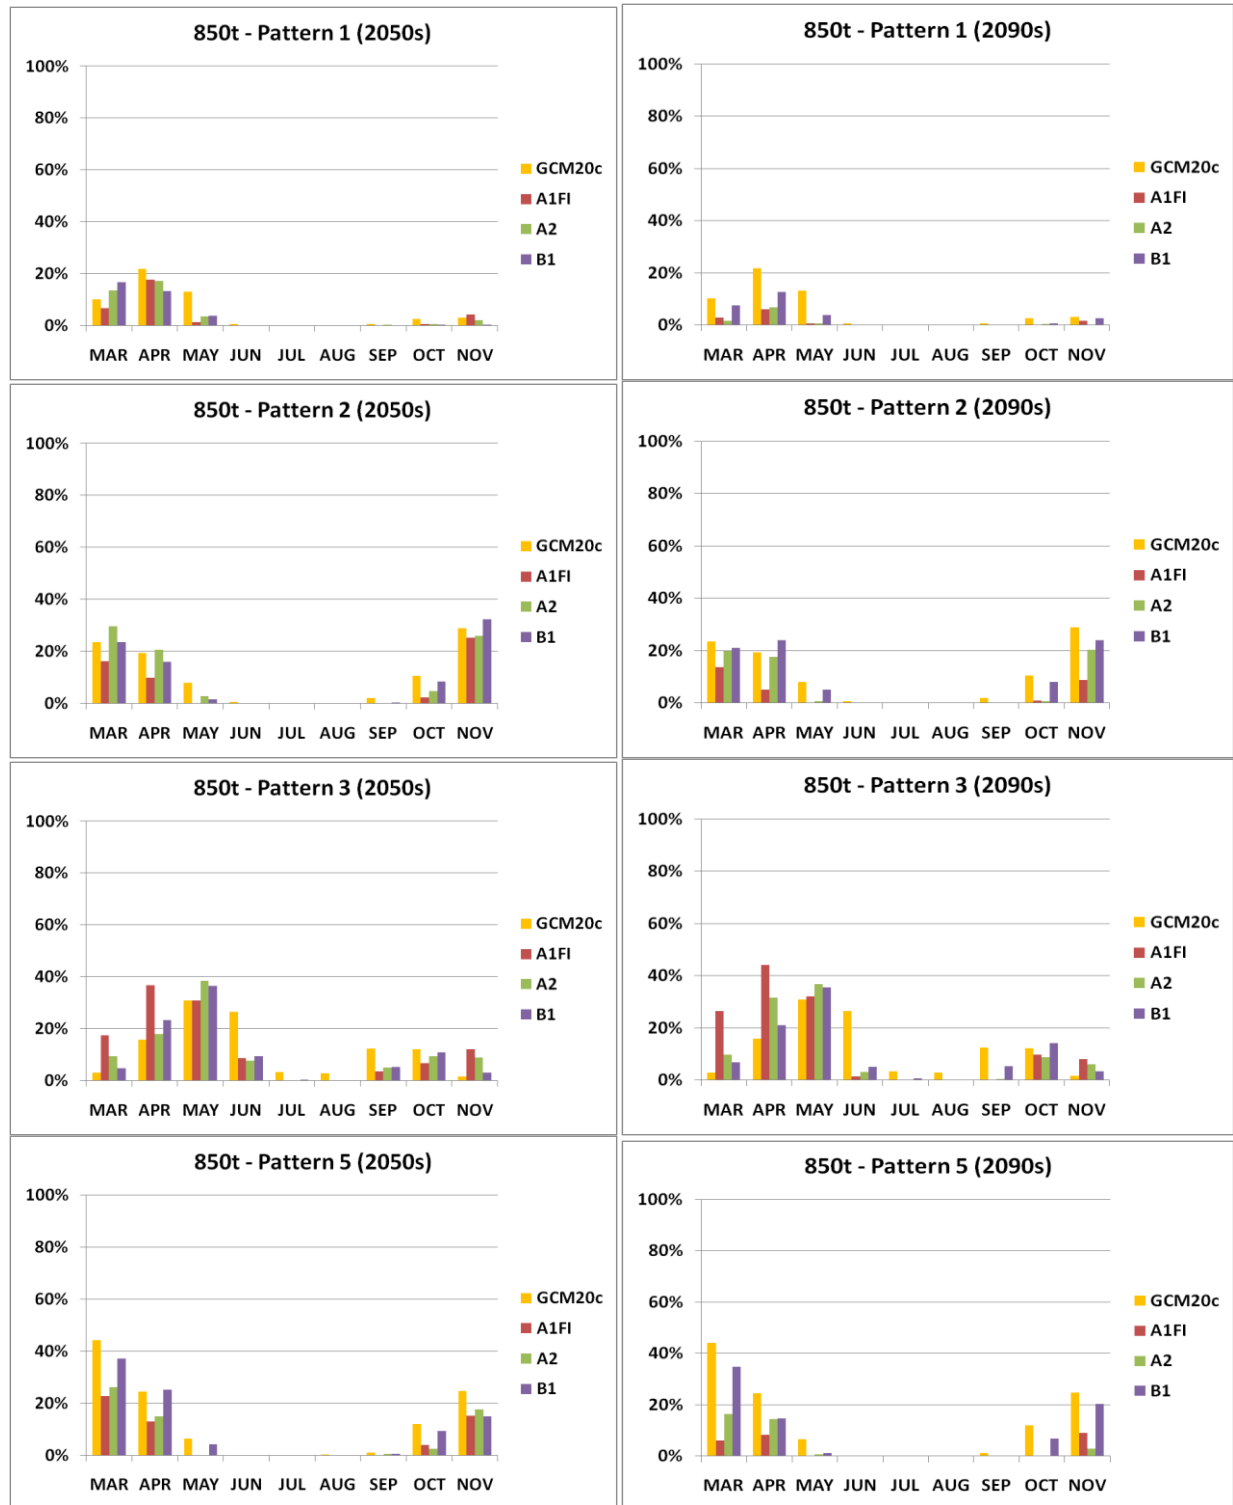 850t - Pattern 1 (2050s)
100%
80%
60%
40%
20%
0%
MAR APR MAY JUN JUL AUG SEP OCT NOV
GCM20c
A1FI
A2
B1
850t - Pattern 1 (2090s)
100%
80%
60%
40%
20%
0%
MAR APR MAY JUN JUL AUG SEP OCT NOV
GCM20c
A1FI
A2
B1
850t - Pattern 2 (2050s)
100%
80%
60%
40%
20%
0%
MAR APR MAY JUN JUL AUG SEP OCT NOV
GCM20c
A1FI
A2
B1
850t - Pattern 2 (2090s)
100%
80%
60%
40%
20%
0%
MAR APR MAY JUN JUL AUG SEP OCT NOV
GCM20c
A1FI
A2
B1
850t - Pattern 3 (2050s)
100%
80%
60%
40%
20%
0%
MAR APR MAY JUN JUL AUG SEP OCT NOV
GCM20c
A1FI
A2
B1
850t - Pattern 3 (2090s)
100%
80%
60%
40%
20%
0%
MAR APR MAY JUN JUL AUG SEP OCT NOV
GCM20c
A1FI
A2
B1
850t - Pattern 5 (2050s)
100%
80%
60%
40%
20%
0%
MAR APR MAY JUN JUL AUG SEP OCT NOV
GCM20c
A1FI
A2
B1
850t - Pattern 5 (2090s)
100%
80%
60%
40%
20%
0%
MAR APR MAY JUN JUL AUG SEP OCT NOV
GCM20c
A1FI
A2
B1